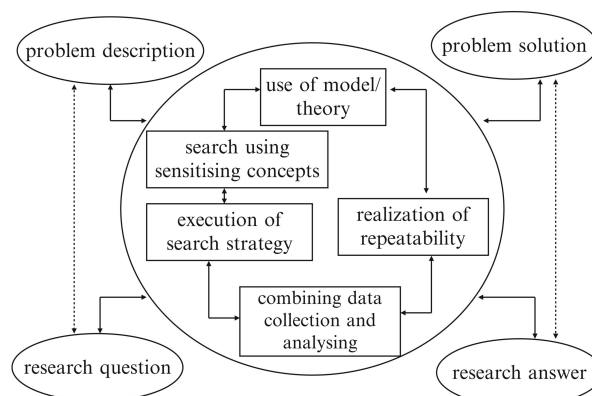 problem description
problem solution
use of model/
theory
search using
sensitising concepts
execution of
search strategy
realization of
repeatability
combining data
collection and
analysing
research question
research answer